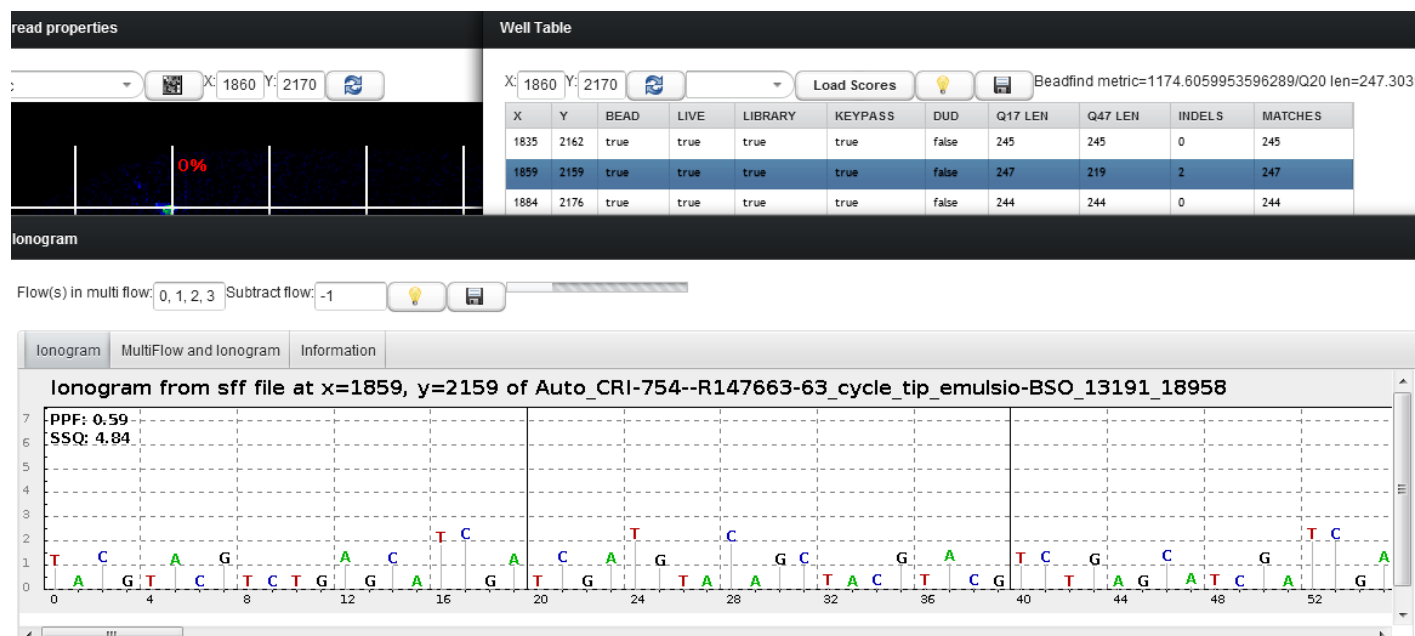 read properties
Well Table
X: 1860 Y: 2170
X: 1860 Y: 2170 Load Scores Beadfind metric=1174.6059953596289/Q20 len=247.303
X Y BEAD LIVE LIBRARY KEYPASS DUD Q17 LEN Q47 LEN INDELS MATCHES
1835 2162 true true true true false 245 245 0 245
0%
1859 2159 true true true true false 247 219 2 247
1884 2176 true true true true false 244 244 0 244
Ionogram
Flow(s) in multi flow: 0, 1, 2, 3 Subtract flow: -1
Ionogram MultiFlow and Ionogram Information
Ionogram from sff file at x=1859, y=2159 of Auto_CRI-754--R147663-63_cycle_tip_emulsio-BSO_13191_18958
7 PPF: 0.59
6 SSQ: 4.84
5
4
3
2
1
0
T A C G T A C G T C T G A G C A T C G A T C G A T G T A C A G C T A C G T A C G T C T G A G C A T C G A T C G A
0 4 8 12 16 20 24 28 32 36 40 44 48 52